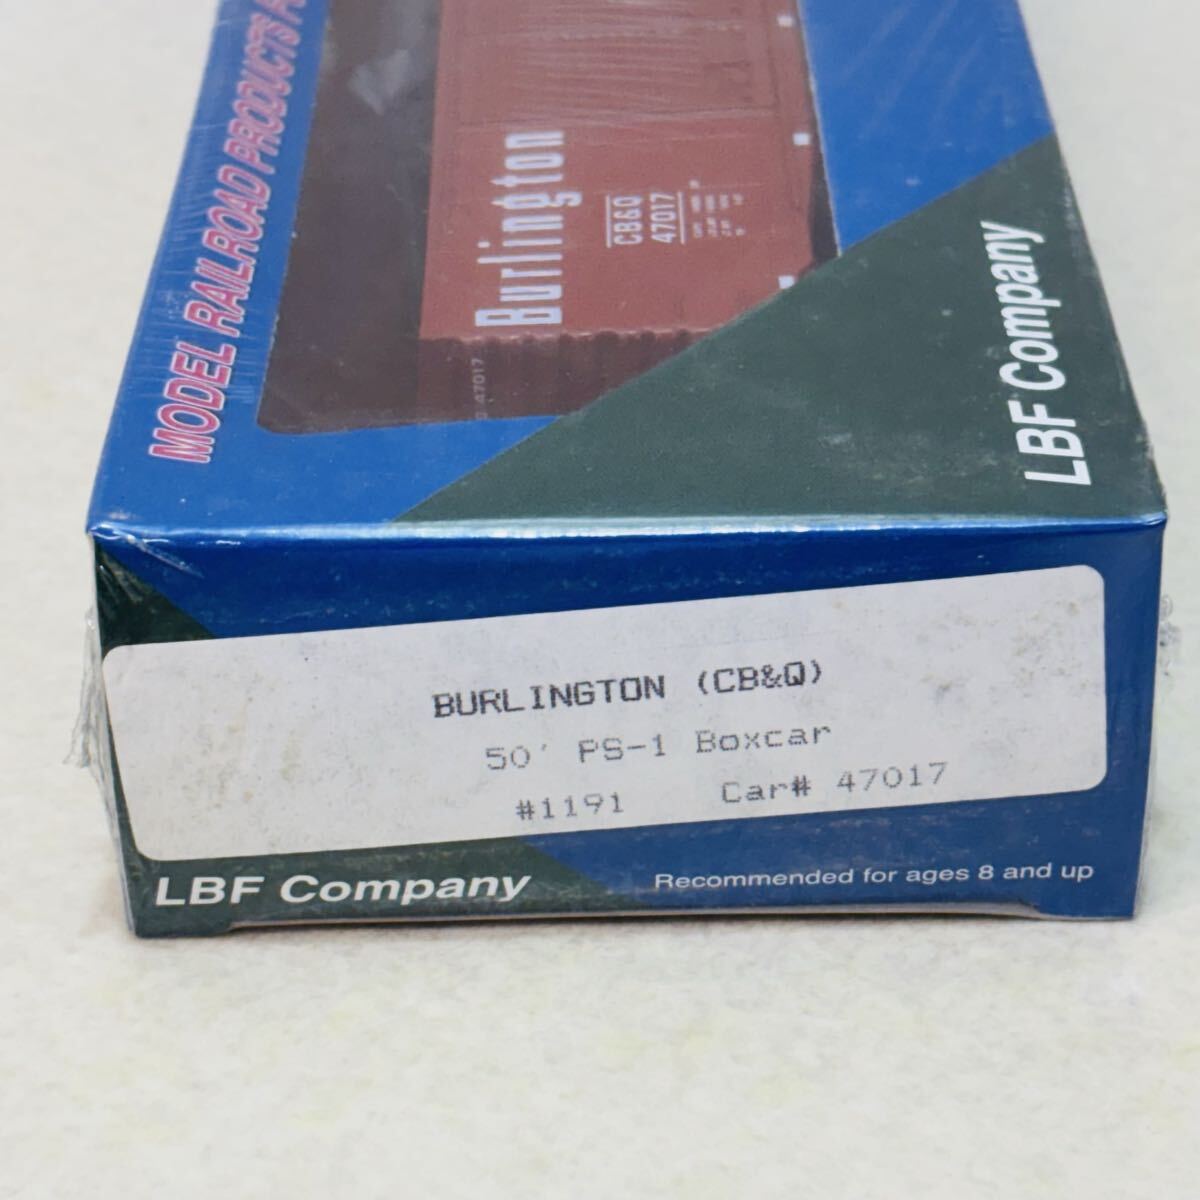 MODEL RAILROAD PRODUCTS
Burlington
CB&Q
47017
47017
LBF Company
BURLINGTON (CB&Q)
50' PS-1 Boxcar
#1191 Car# 47017
LBF Company
Recommended for ages 8 and up